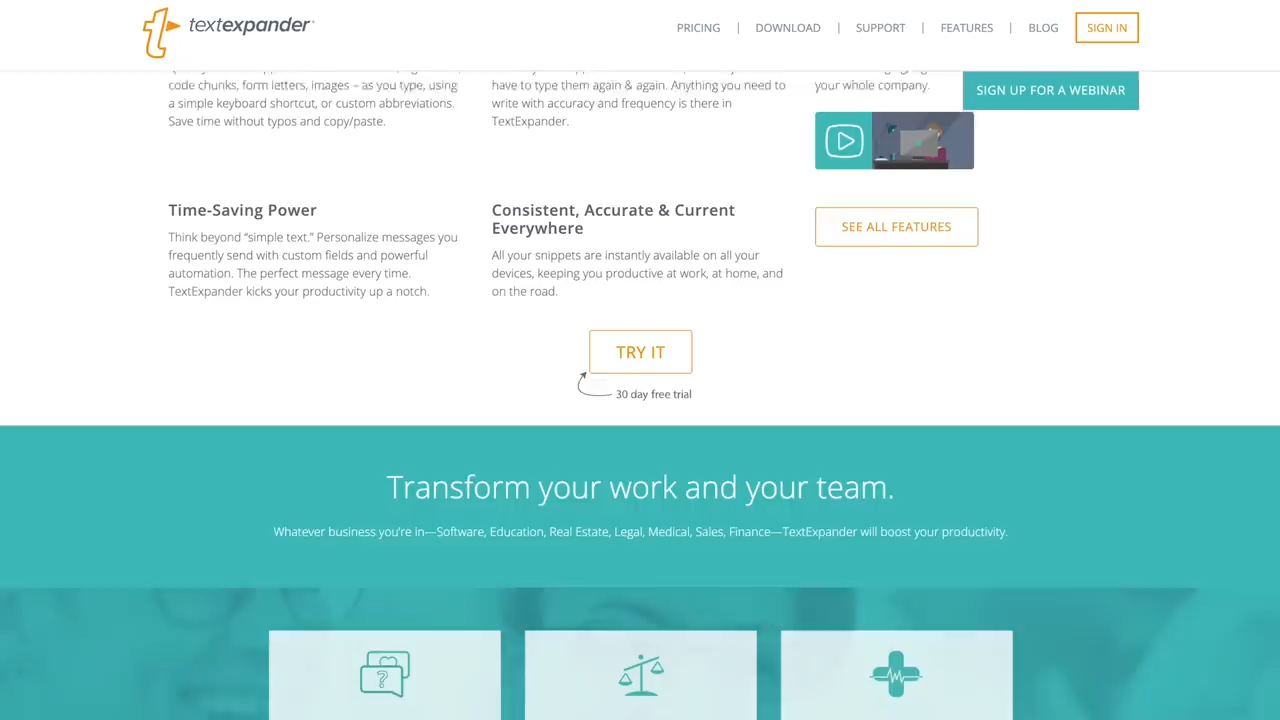 textexpander
PRICING | DOWNLOAD | SUPPORT | FEATURES | BLOG SIGN IN
SIGN UP FOR A WEBINAR
code chunks, form letters, images – as you type, using
a simple keyboard shortcut, or custom abbreviations.
Save time without typos and copy/paste.
have to type them again & again. Anything you need to
write with accuracy and frequency is there in
TextExpander.
your whole company.
Time-Saving Power
Think beyond “simple text.” Personalize messages you
frequently send with custom fields and powerful
automation. The perfect message every time.
TextExpander kicks your productivity up a notch.
Consistent, Accurate & Current
Everywhere
All your snippets are instantly available on all your
devices, keeping you productive at work, at home, and
on the road.
SEE ALL FEATURES
TRY IT
30 day free trial
Transform your work and your team.
Whatever business you're in—Software, Education, Real Estate, Legal, Medical, Sales, Finance—TextExpander will boost your productivity.
?